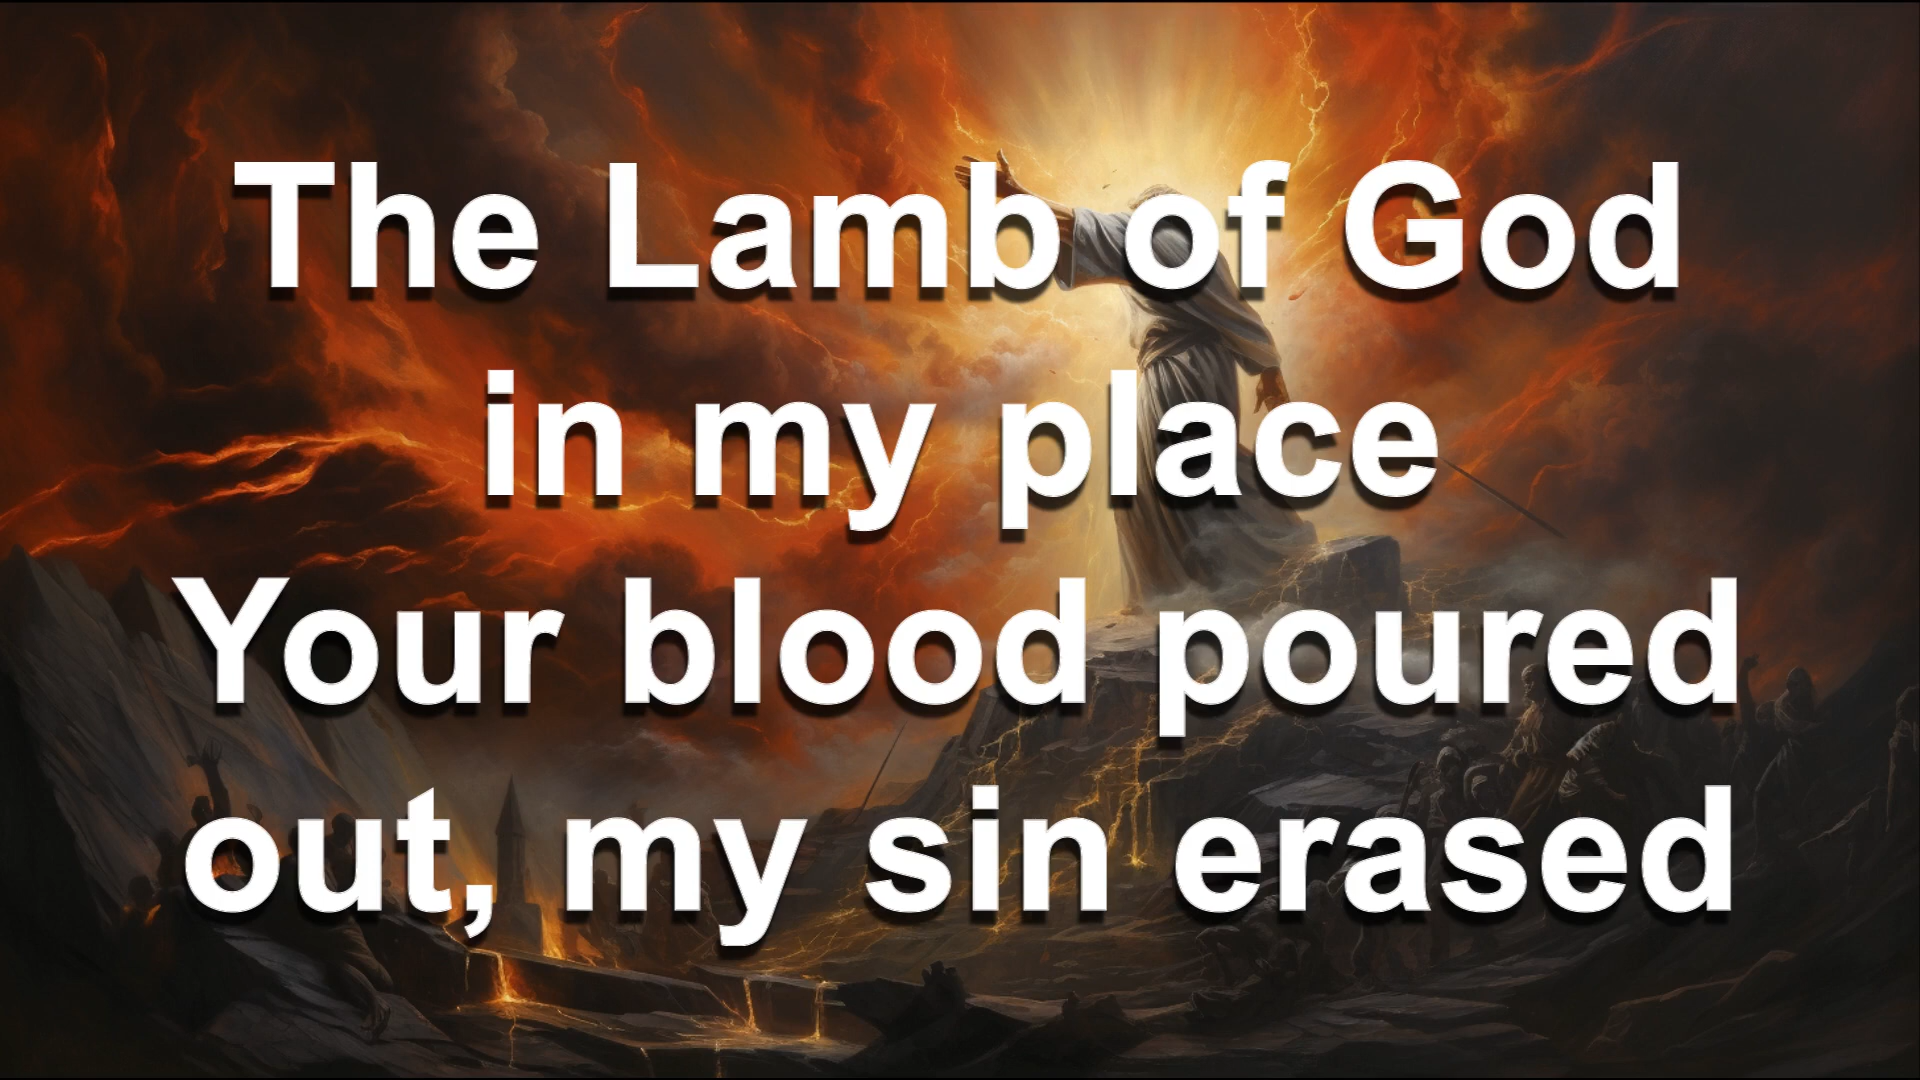 The Lamb of God
in my place
Your blood poured
out, my sin erased